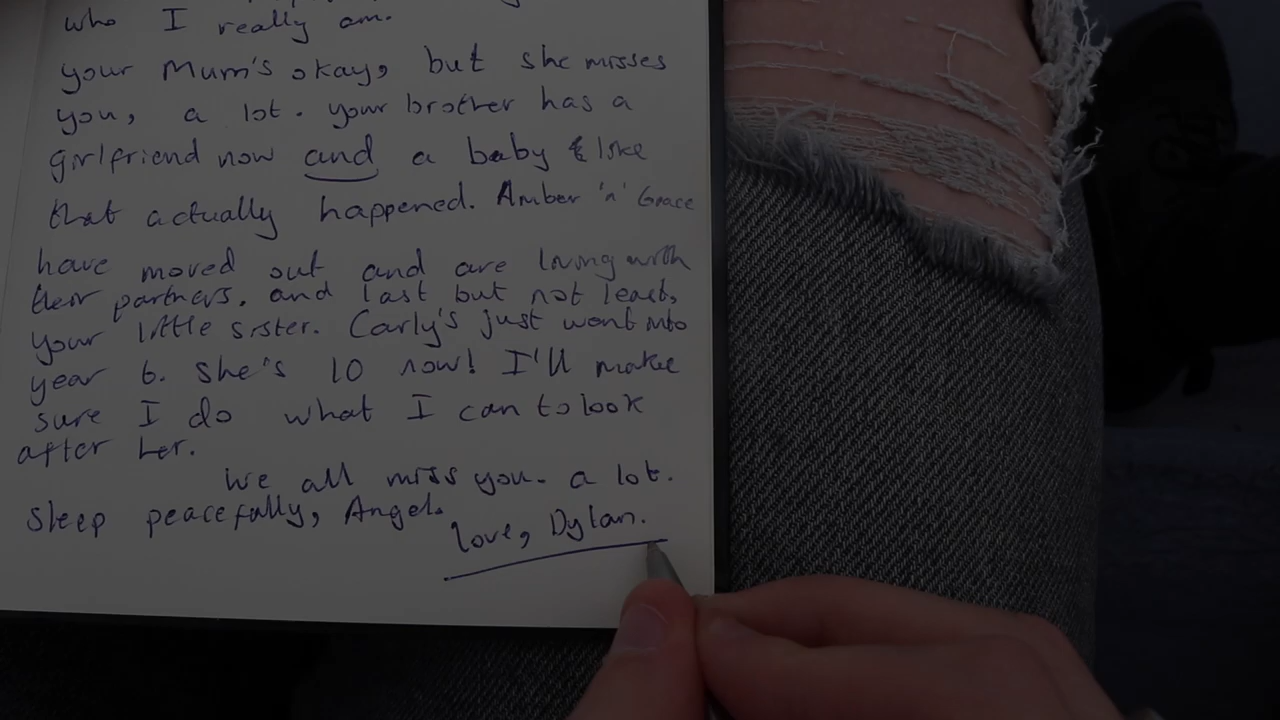 who I really am.
your Mum's okay, but she misses
you, a lot. your brother has a
girlfriend now and a baby like
that actually happened. Amber 'n' Grace
have moved out and are living with
their partners. and last but not least,
your little sister. Carly's just went into
year 6. She's 10 now! I'll make
sure I do what I can to look
after her.
We all miss you. a lot.
Sleep peacefully, Angel.
Love, Dylan.